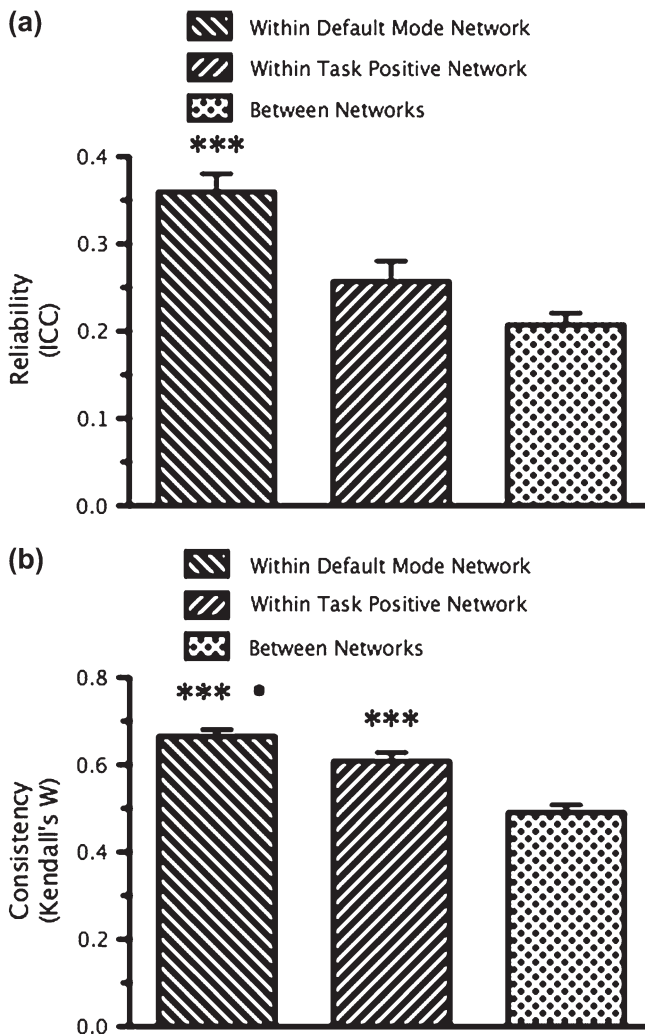 (a)
Within Default Mode Network
Within Task Positive Network
Between Networks
***
0.4
0.3
0.2
0.1
0.0
Reliability
(ICC)
(b)
Within Default Mode Network
Within Task Positive Network
Between Networks
*** •
***
0.8
0.6
0.4
0.2
0.0
Consistency
(Kendall's W)